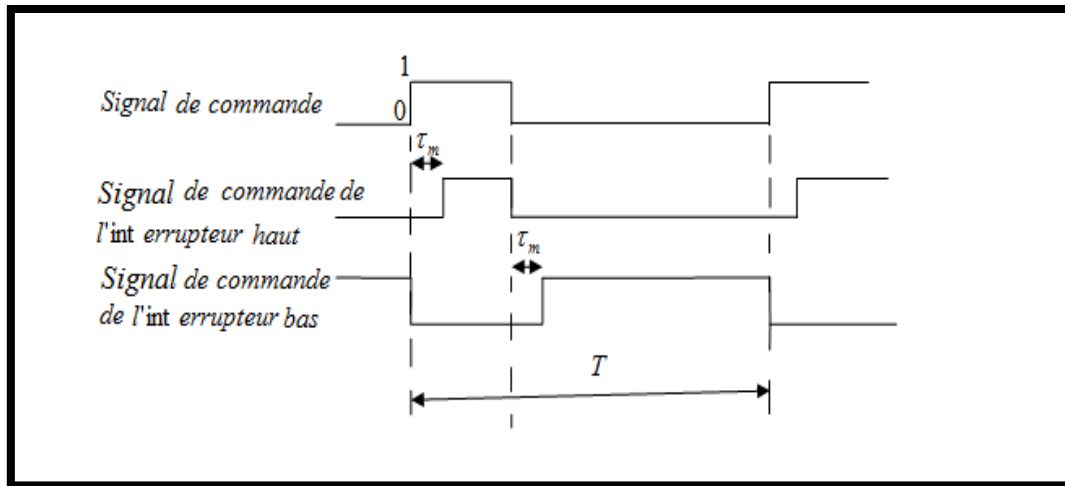 1
Signal de commande
0
τm
Signal de commande de
l'int errupteur haut
τm
Signal de commande
de l'int errupteur bas
T